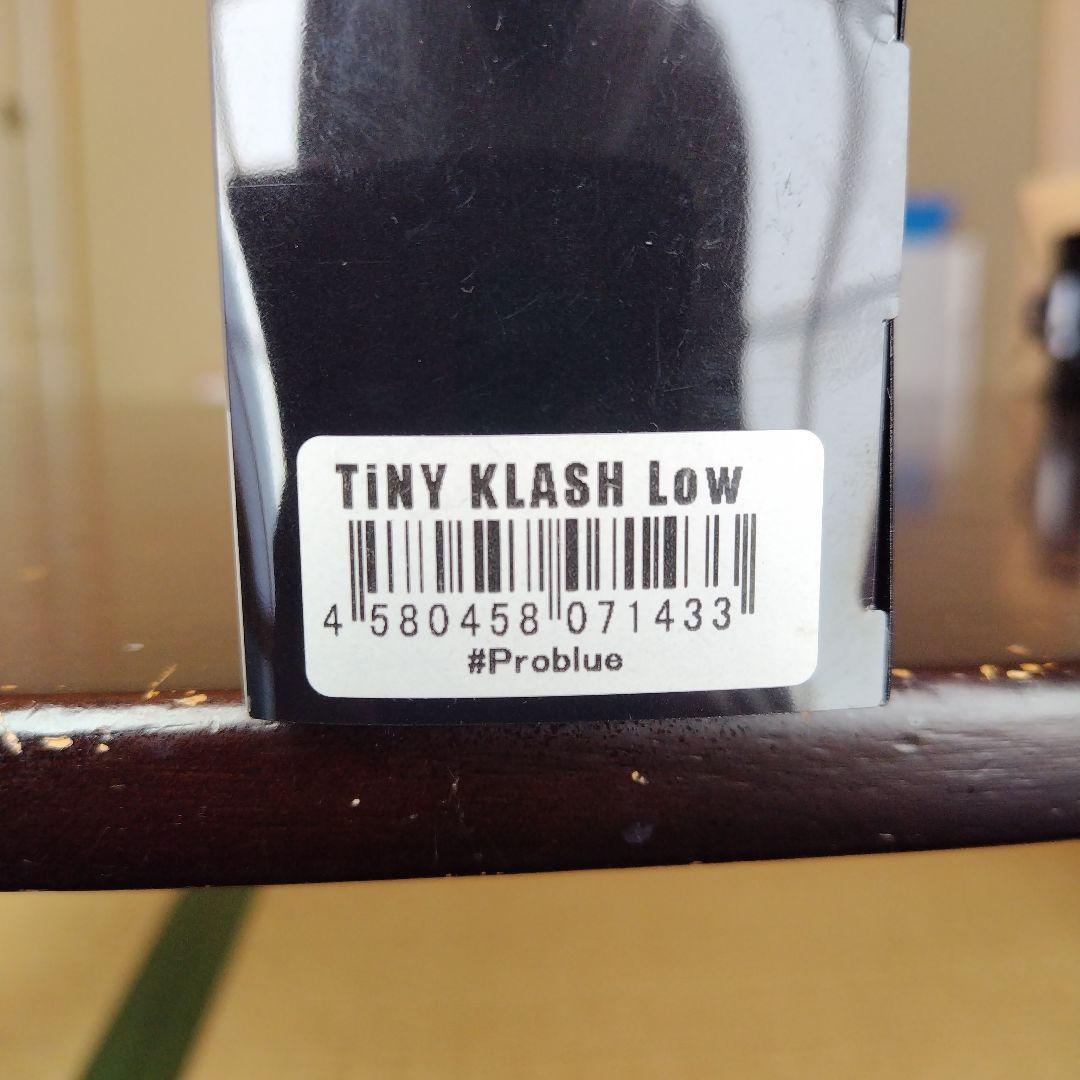 TiNY KLASH Low
4 580458 071433
#Problue